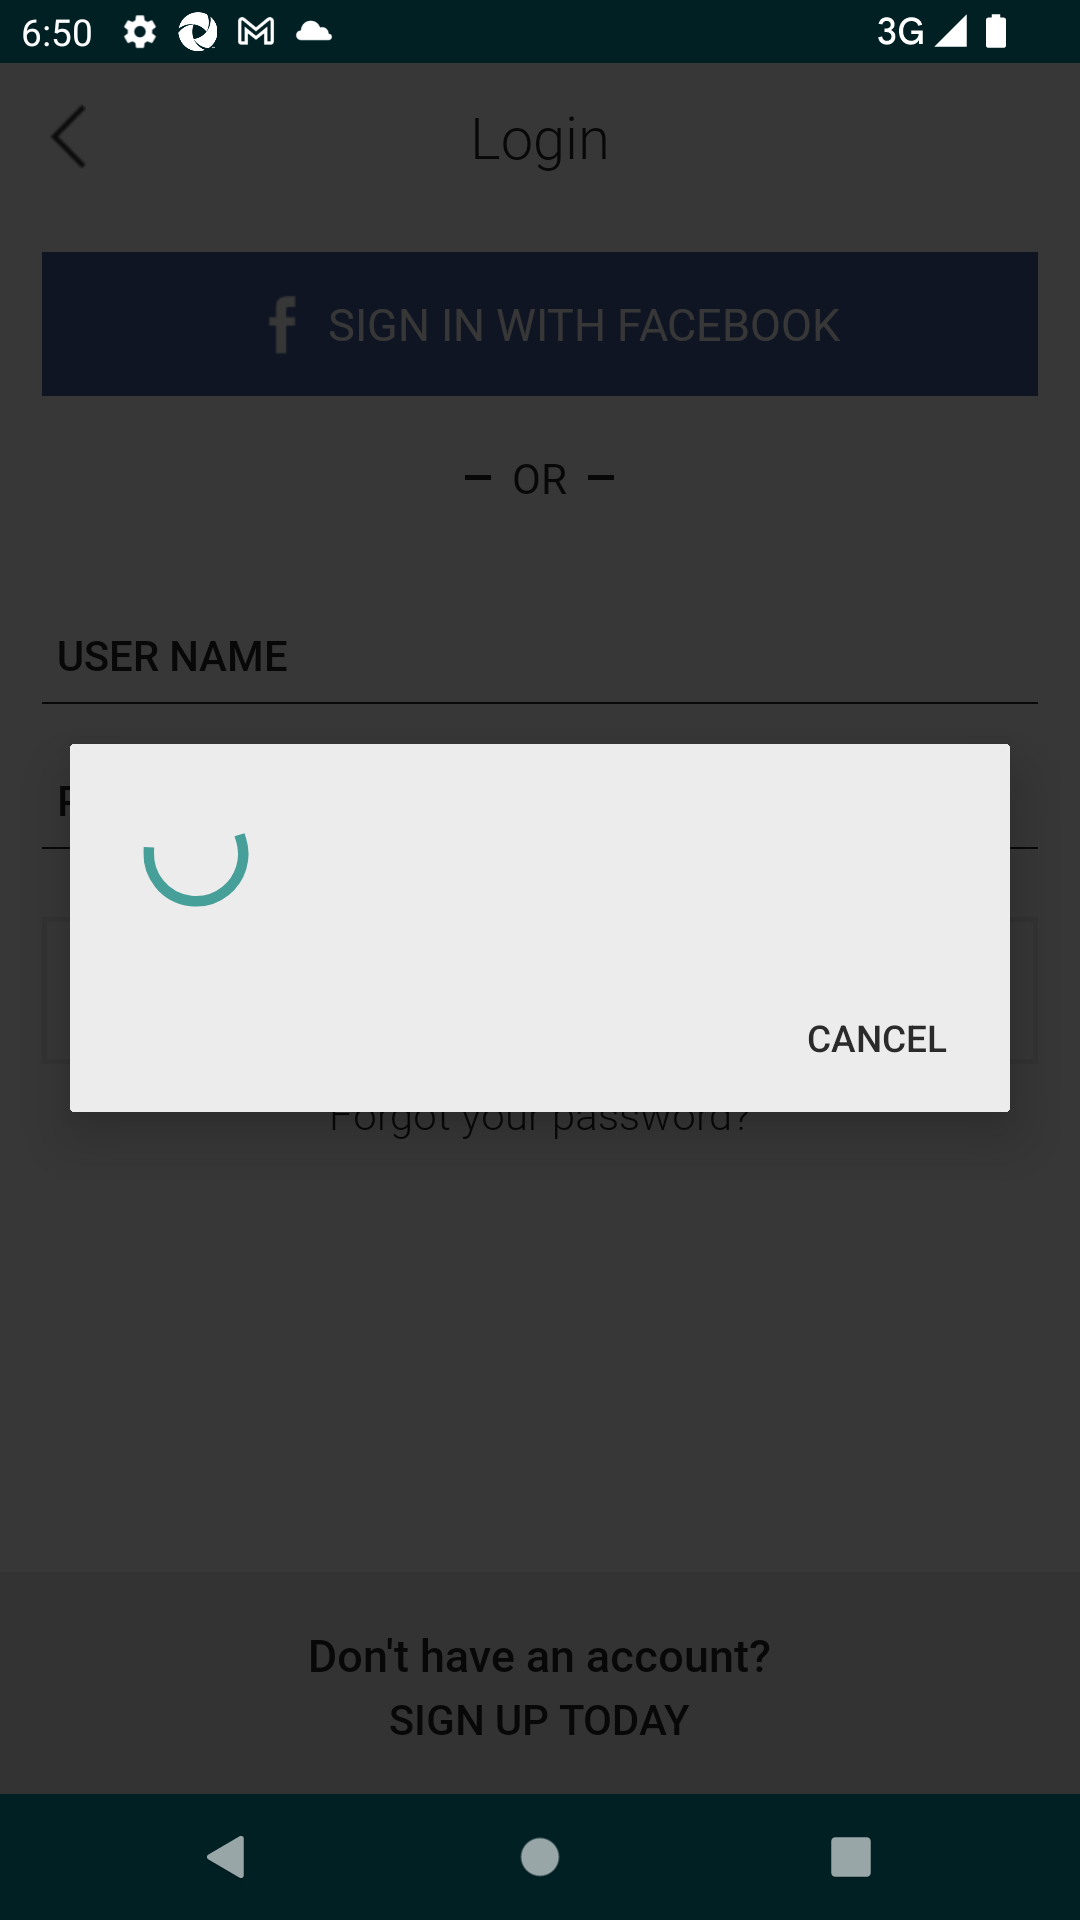 6:50
3G
Login
SIGN IN WITH FACEBOOK
OR
USER NAME
CANCEL
Forgot your password?
Don't have an account?
SIGN UP TODAY